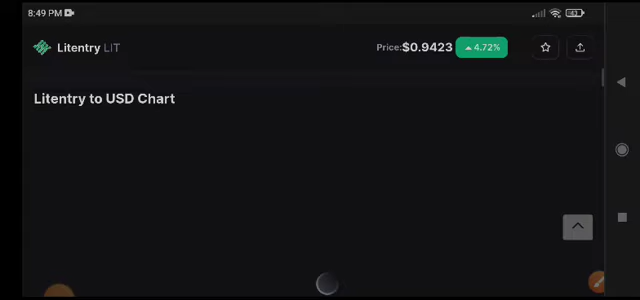 8:49 PM
Litentry LIT
Price:$0.9423
4.72%
Litentry to USD Chart